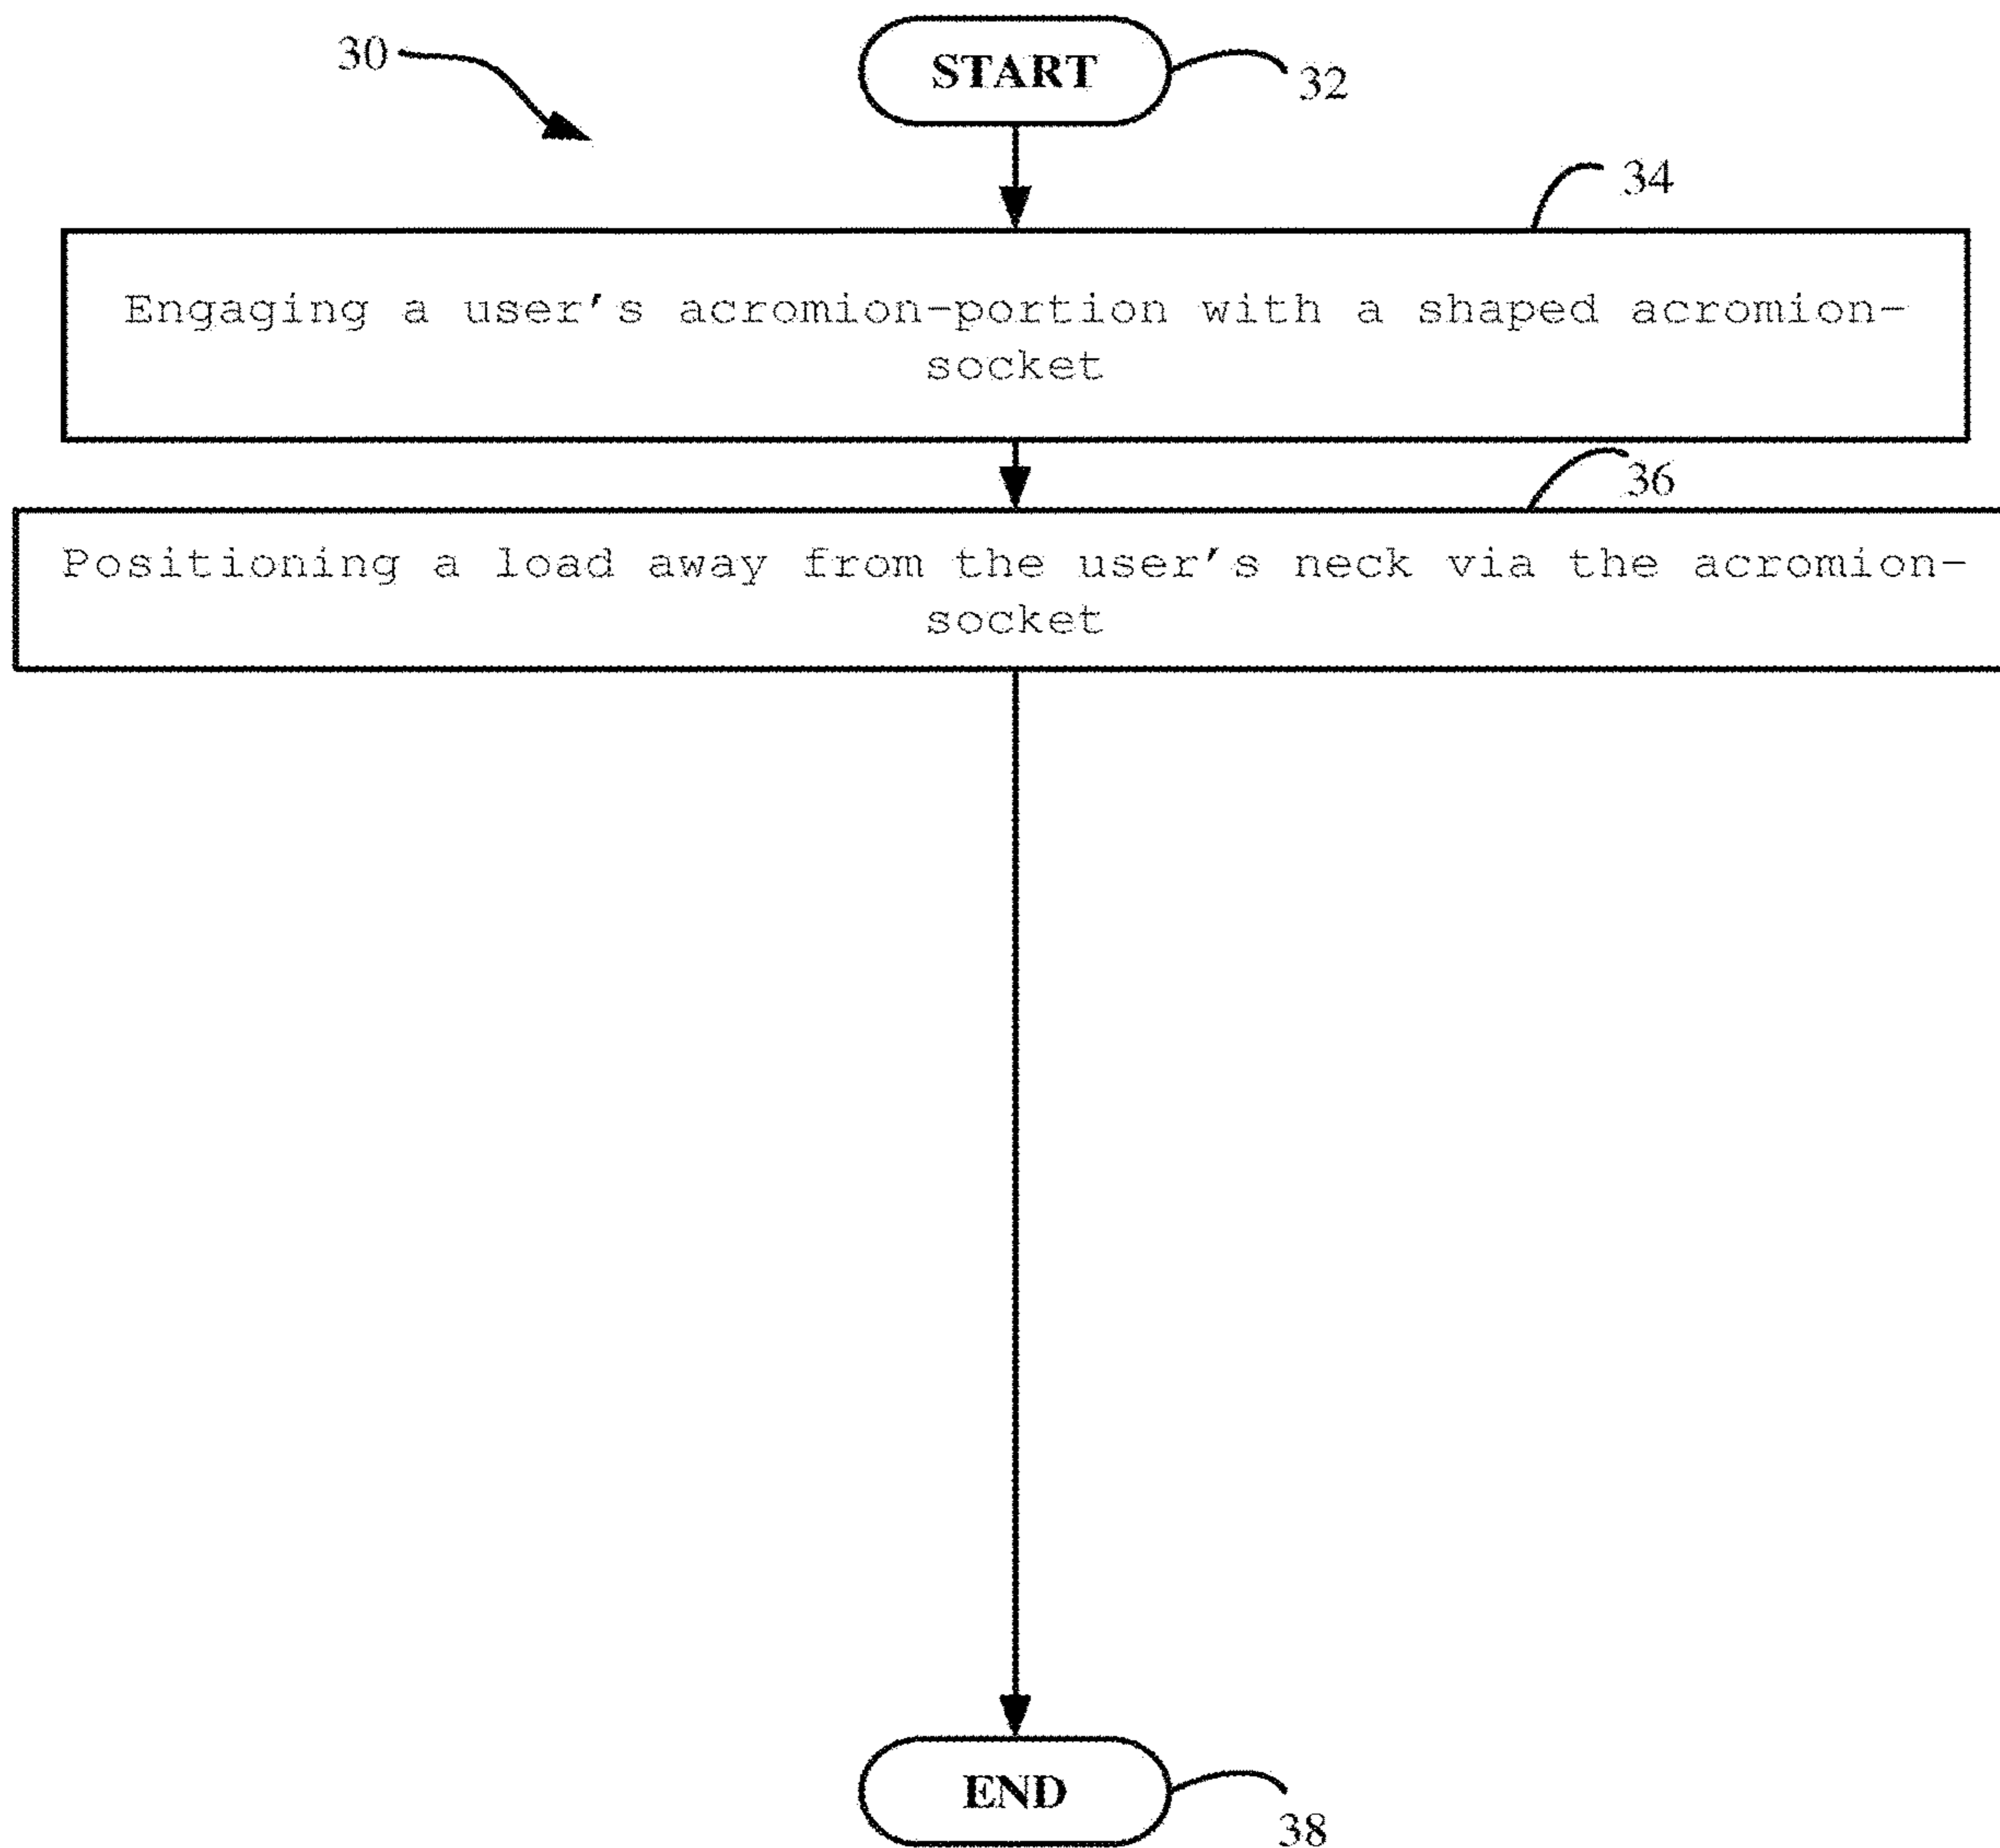 30
START
32
34
Engaging a user's acromion-portion with a shaped acromion-
socket
36
Positioning a load away from the user's neck via the acromion-
socket
END
38